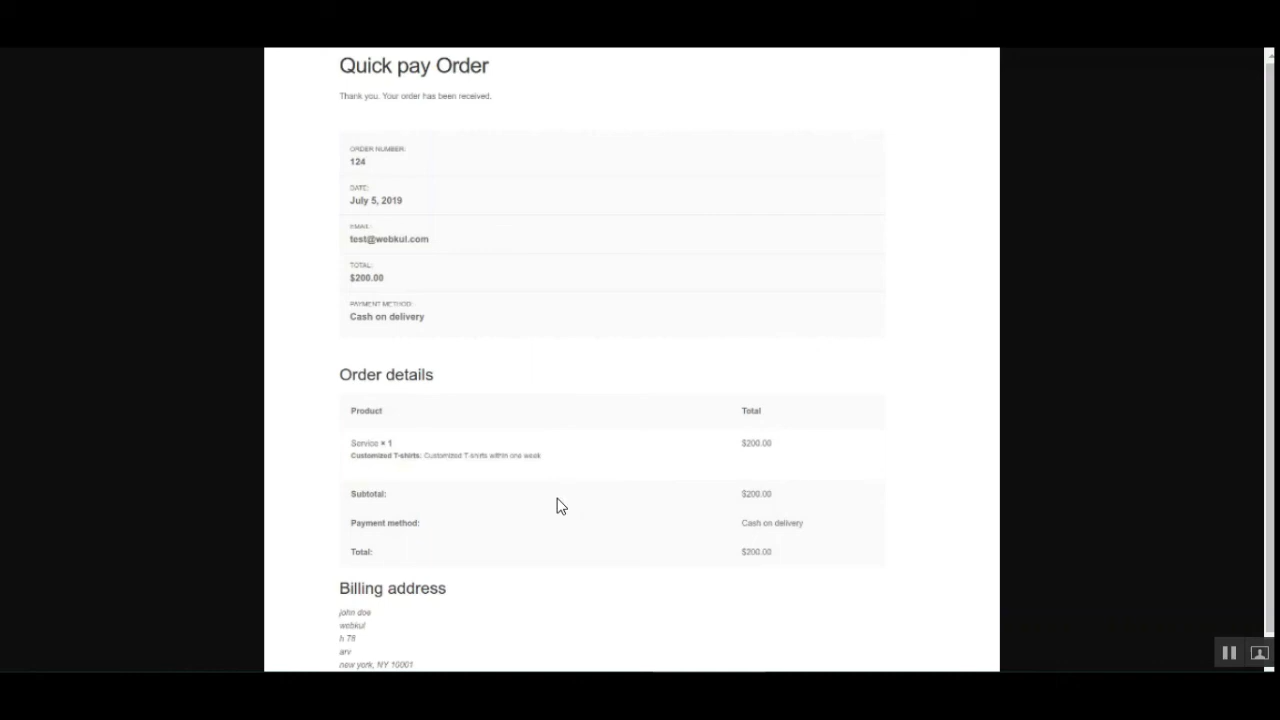 Quick pay Order
Thank you. Your order has been received.
ORDER NUMBER:
124
DATE:
July 5, 2019
EMAIL:
test@webkul.com
TOTAL:
$200.00
PAYMENT METHOD:
Cash on delivery
Order details
Product Total
Service × 1 $200.00
Customized T-shirts: Customized T-shirts within one week
Subtotal: $200.00
Payment method: Cash on delivery
Total: $200.00
Billing address
john doe
webkul
h 78
arv
new york, NY 10001